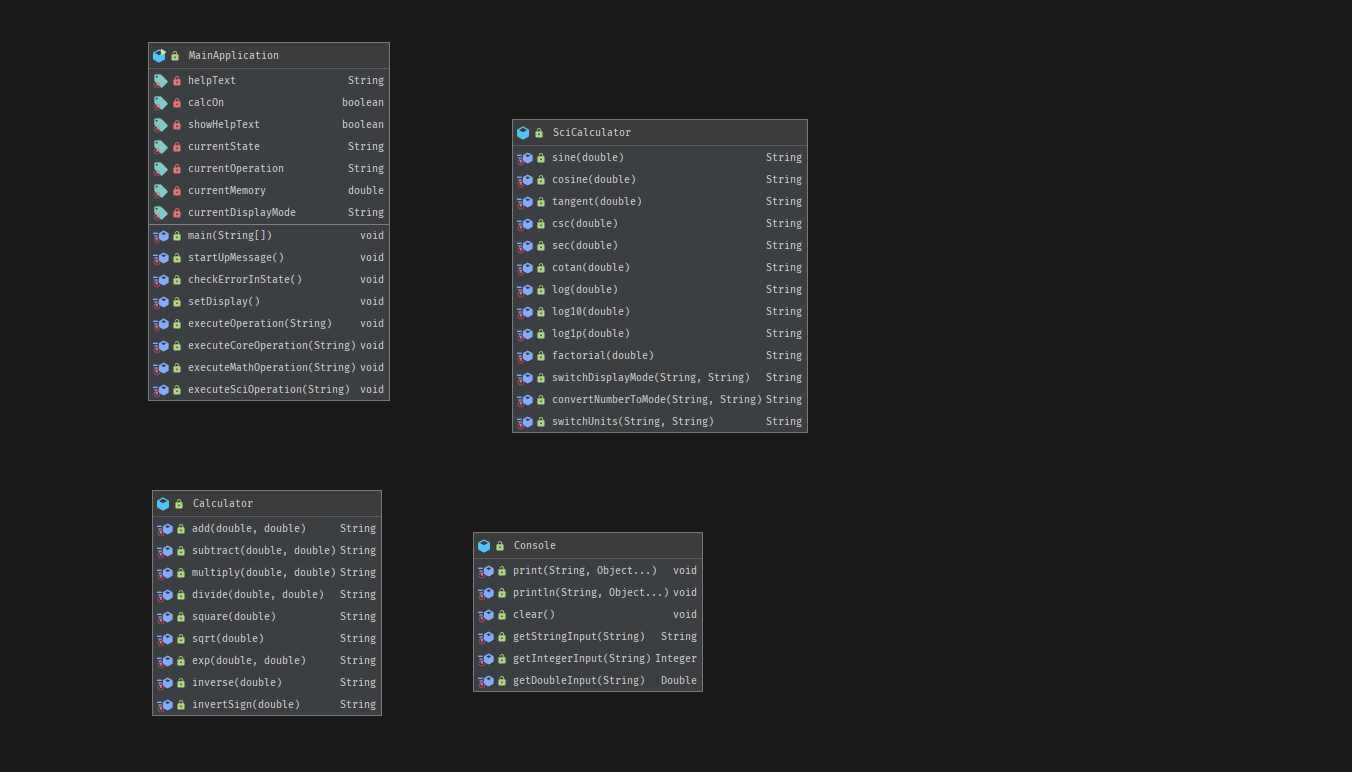 MainApplication
helpText String
calcOn boolean
showHelpText boolean
currentState String
currentOperation String
currentMemory double
currentDisplayMode String
main(String[]) void
startUpMessage() void
checkErrorInState() void
setDisplay() void
executeOperation(String) void
executeCoreOperation(String) void
executeMathOperation(String) void
executeSciOperation(String) void
SciCalculator
sine(double) String
cosine(double) String
tangent(double) String
csc(double) String
sec(double) String
cotan(double) String
log(double) String
log10(double) String
log1p(double) String
factorial(double) String
switchDisplayMode(String, String) String
convertNumberToMode(String, String) String
switchUnits(String, String) String
Calculator
add(double, double) String
subtract(double, double) String
multiply(double, double) String
divide(double, double) String
square(double) String
sqrt(double) String
exp(double, double) String
inverse(double) String
invertSign(double) String
Console
print(String, Object...) void
println(String, Object...) void
clear() void
getStringInput(String) String
getIntegerInput(String) Integer
getDoubleInput(String) Double